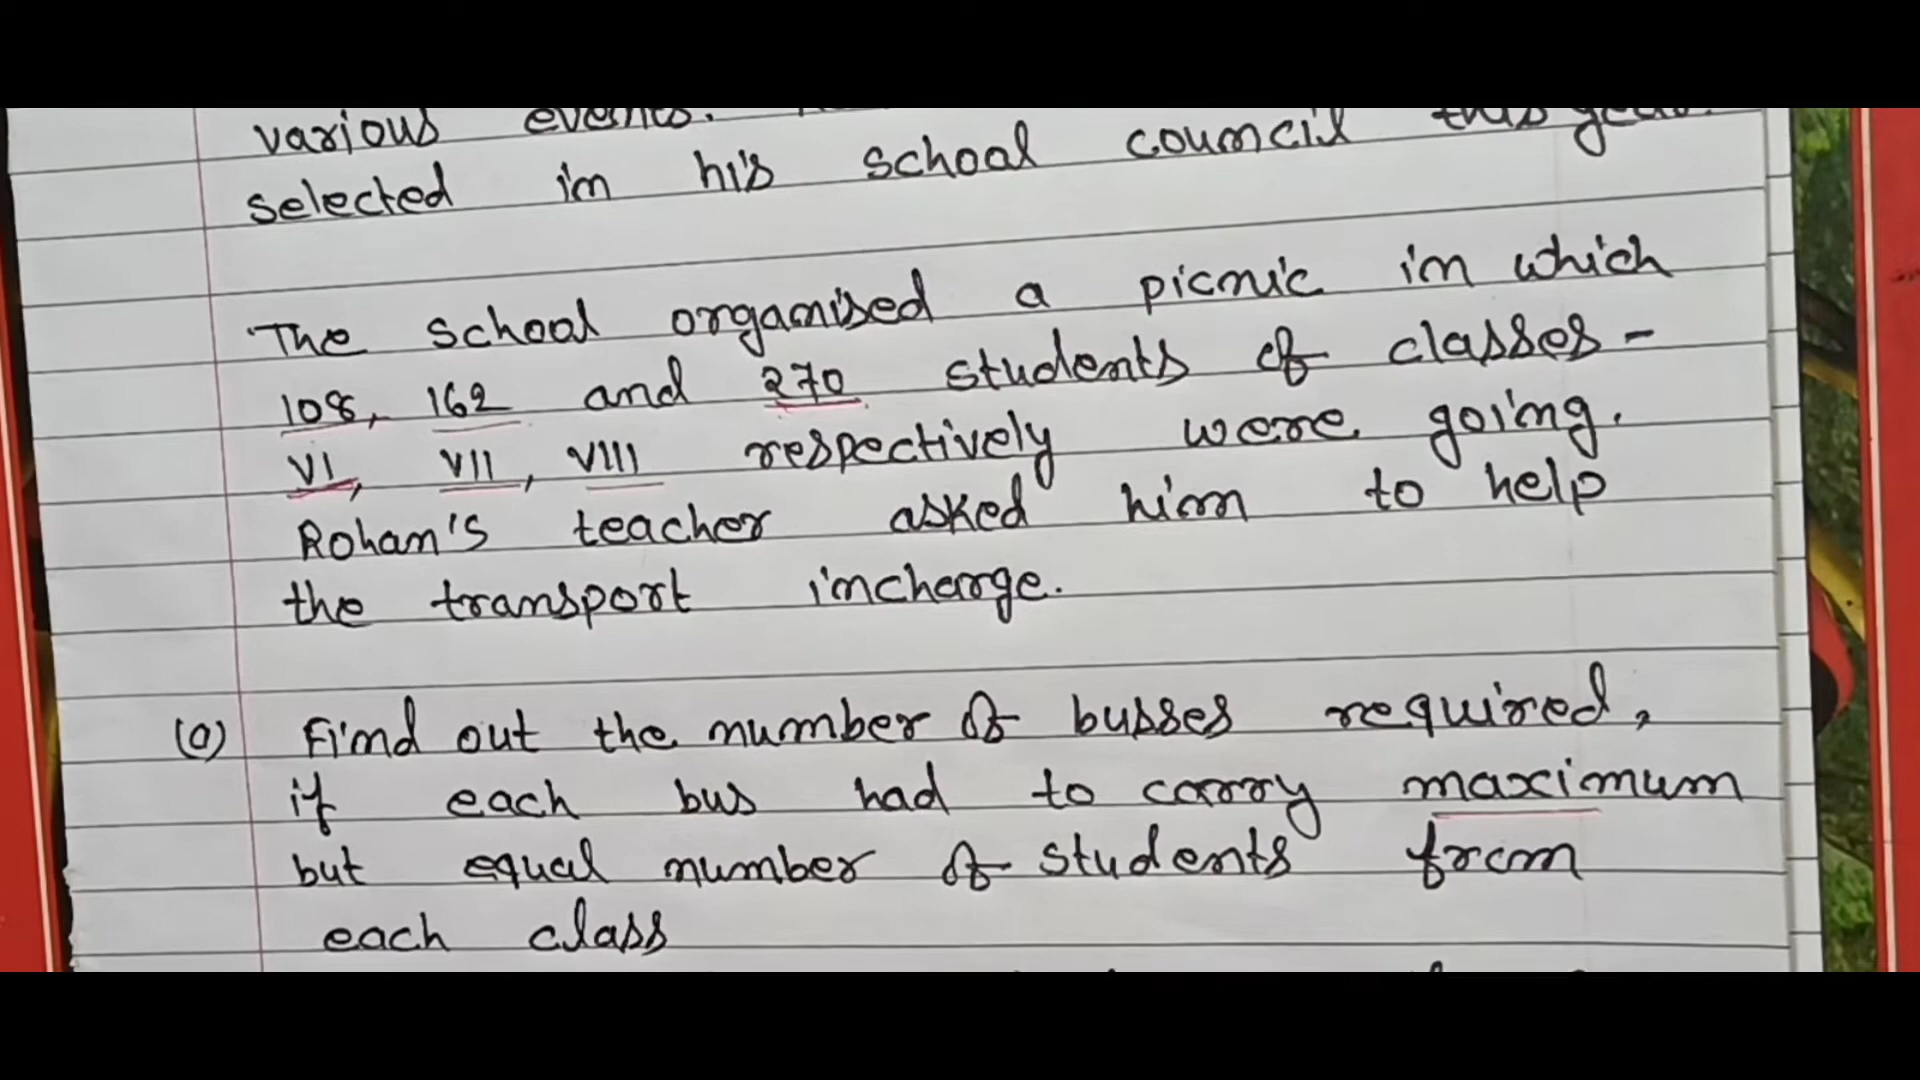 various events.
selected in his school council this year.
The school organised a picnic in which
108, 162 and 270 students of classes -
VI, VII, VIII respectively were going.
Rohan's teacher asked him to help
the transport incharge.
(a) Find out the number of busses required,
if each bus had to carry maximum
but equal number of students from
each class